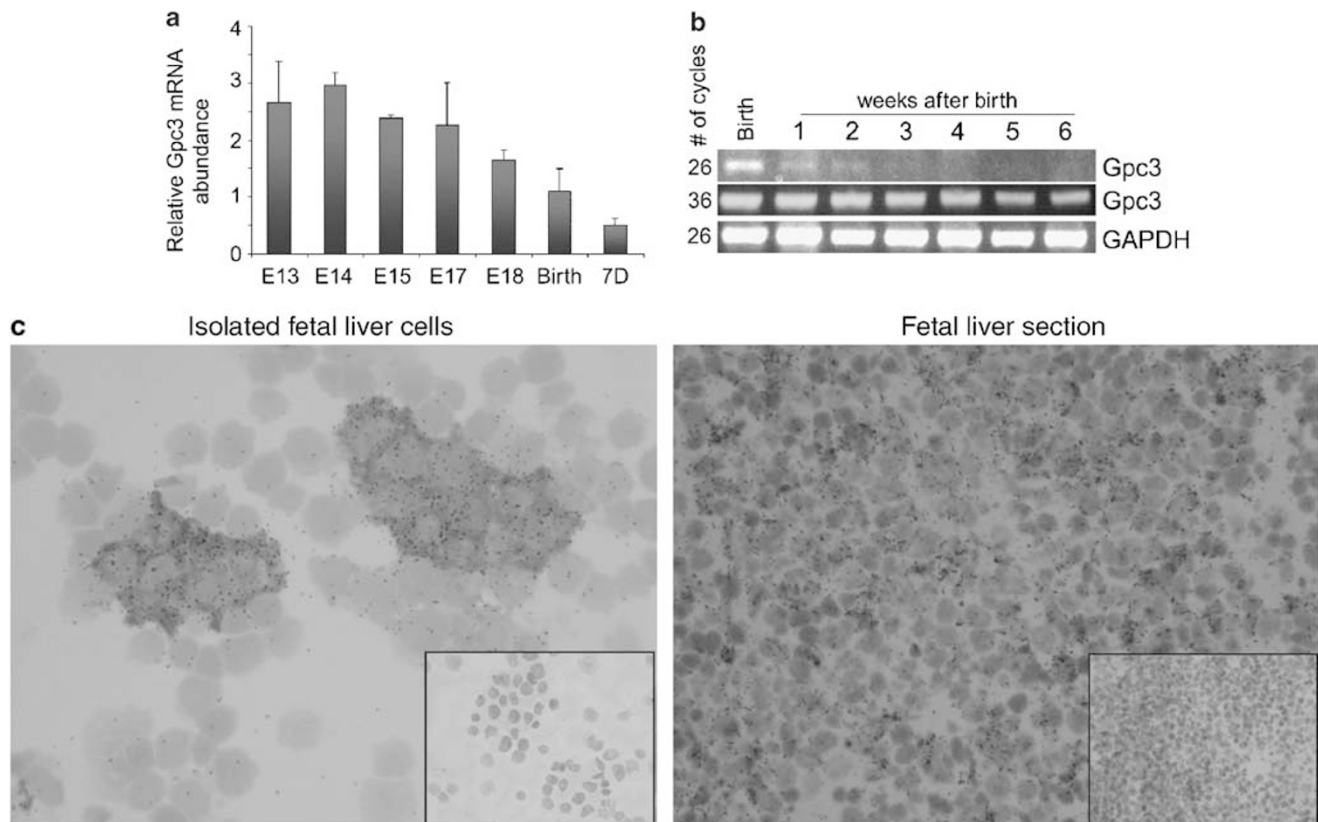 a
Relative Gpc3 mRNA
abundance
4
3
2
1
0
E13 E14 E15 E17 E18 Birth 7D
b
# of cycles
Birth
weeks after birth
1 2 3 4 5 6
26 Gpc3
36 Gpc3
26 GAPDH
c
Isolated fetal liver cells
Fetal liver section